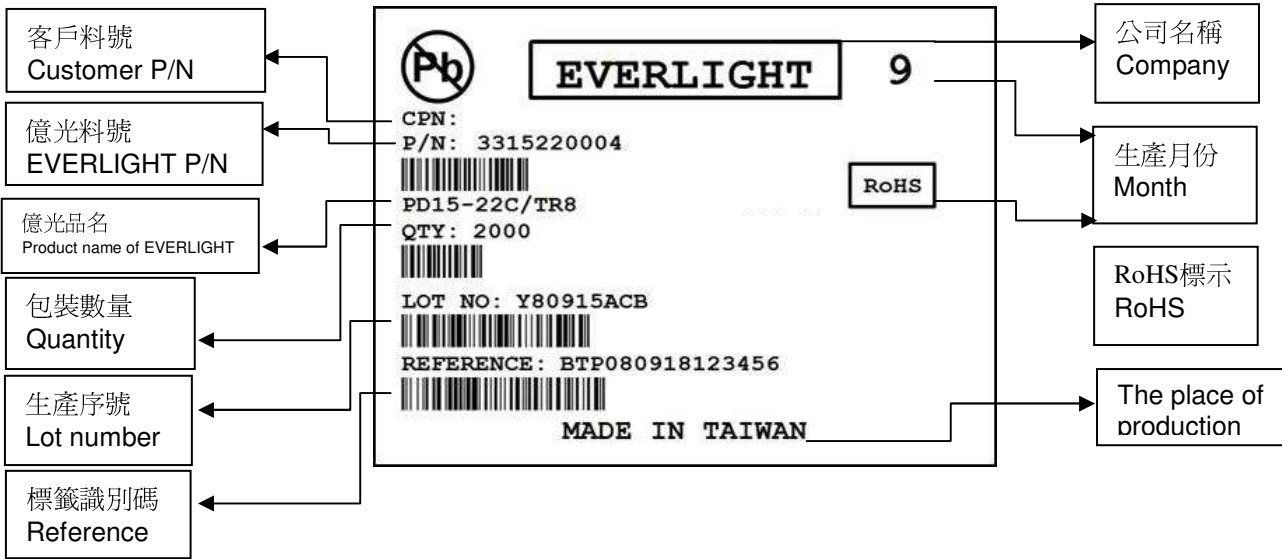 客戶料號
Customer P/N
億光料號
EVERLIGHT P/N
億光品名
Product name of EVERLIGHT
包裝數量
Quantity
生產序號
Lot number
標籤識別碼
Reference
Pb
EVERLIGHT
9
CPN:
P/N: 3315220004
RoHS
PD15-22C/TR8
QTY: 2000
LOT NO: Y80915ACB
REFERENCE: BTP080918123456
MADE IN TAIWAN
公司名稱
Company
生產月份
Month
RoHS標示
RoHS
The place of
production